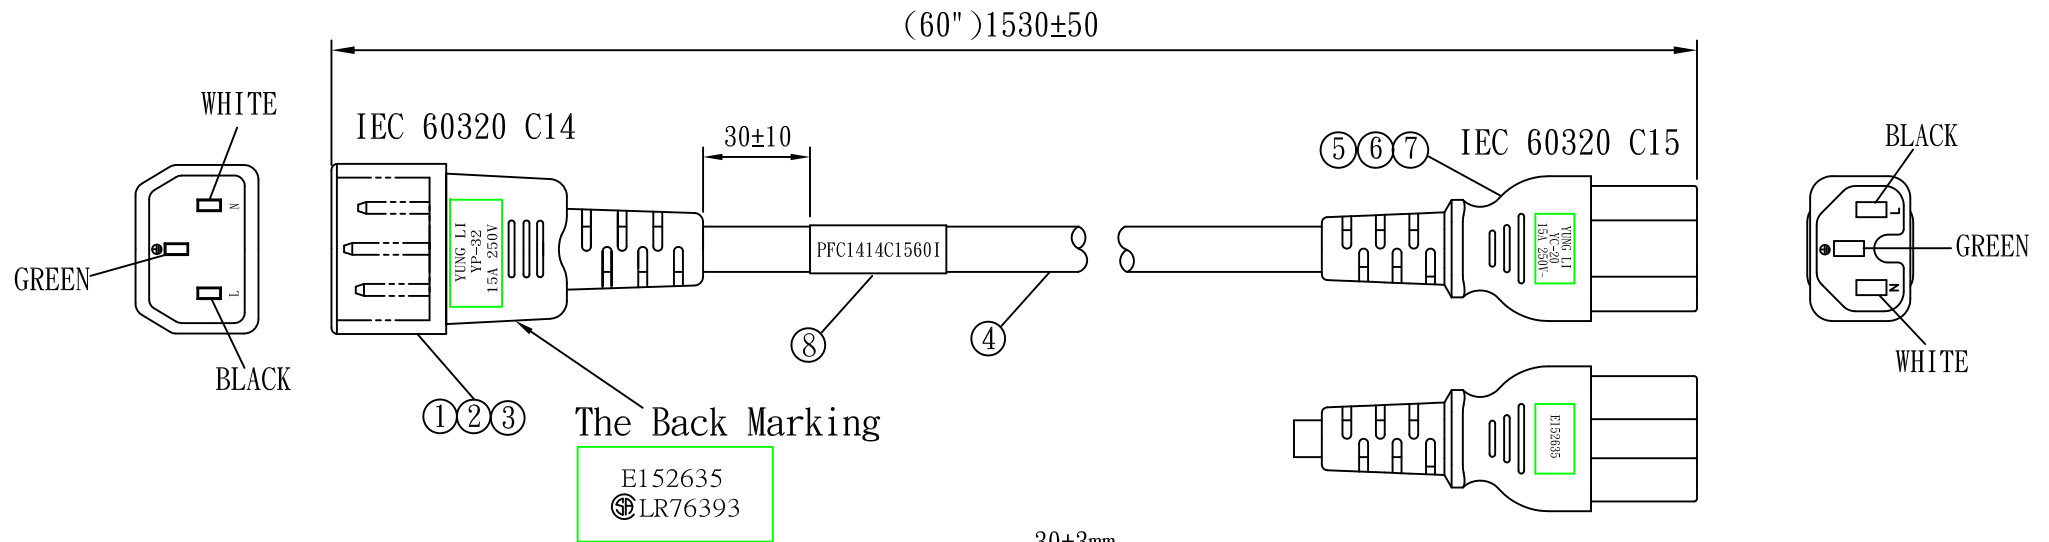 (60")1530±50
WHITE
IEC 60320 C14
30±10
5 6 7
IEC 60320 C15
BLACK
N
L
GREEN
BLACK
YUNG LI
YP-32
15A 250V
PFC1414C1560I
YUNG LI
YC-20
15A 250V~
L
N
GREEN
WHITE
8
4
1 2 3
The Back Marking
E152635
LR76393
E152635
30±3mm